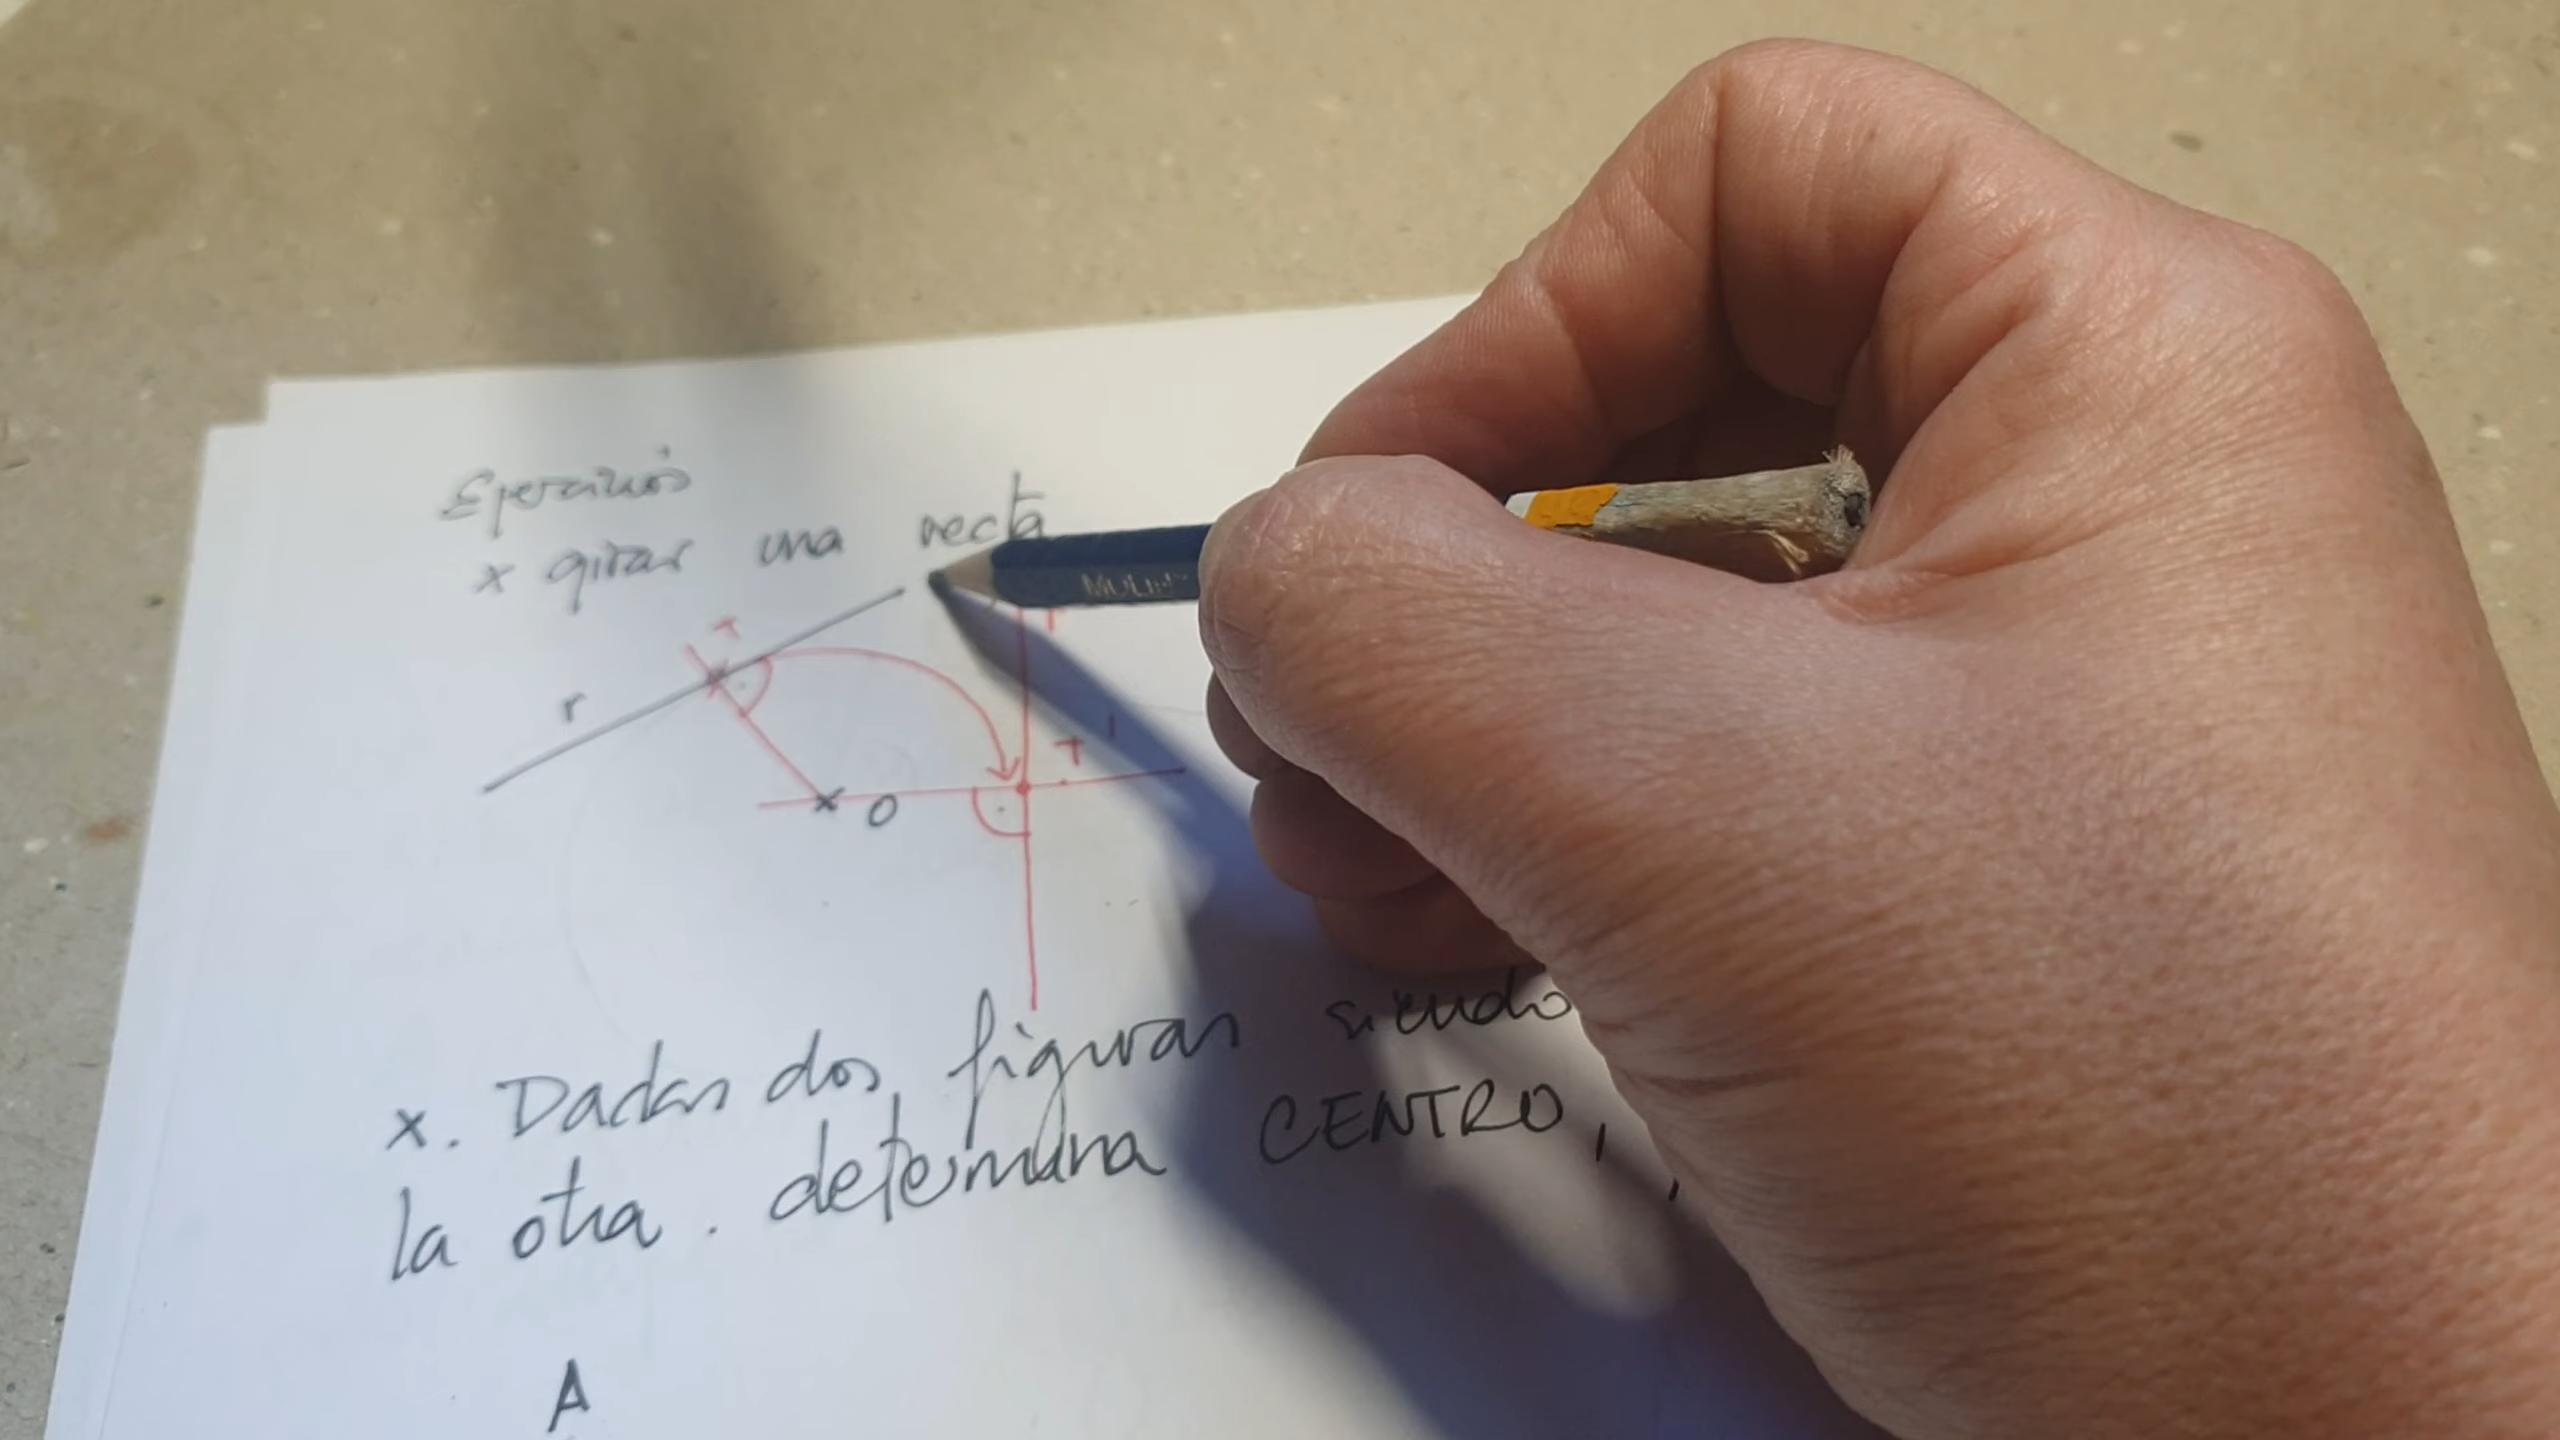 Ejercicios
x girar una recta
T
r
T'
x O
x. Dadas dos figuras siendo
la otra. determina CENTRO,
A